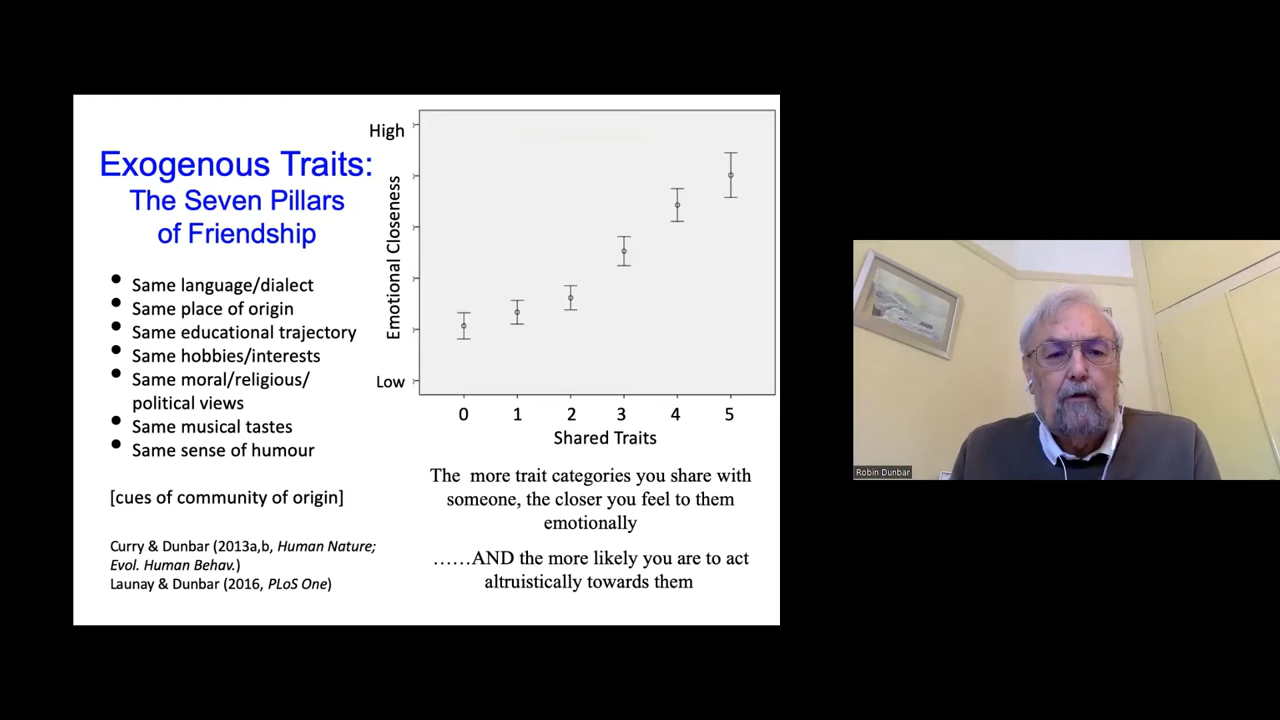 Exogenous Traits:
The Seven Pillars
of Friendship
• Same language/dialect
• Same place of origin
• Same educational trajectory
• Same hobbies/interests
• Same moral/religious/
political views
• Same musical tastes
• Same sense of humour
[cues of community of origin]
Curry & Dunbar (2013a,b, Human Nature;
Evol. Human Behav.)
Launay & Dunbar (2016, PLoS One)
High
Emotional Closeness
Low
0 1 2 3 4 5
Shared Traits
The more trait categories you share with
someone, the closer you feel to them
emotionally
……AND the more likely you are to act
altruistically towards them
Robin Dunbar